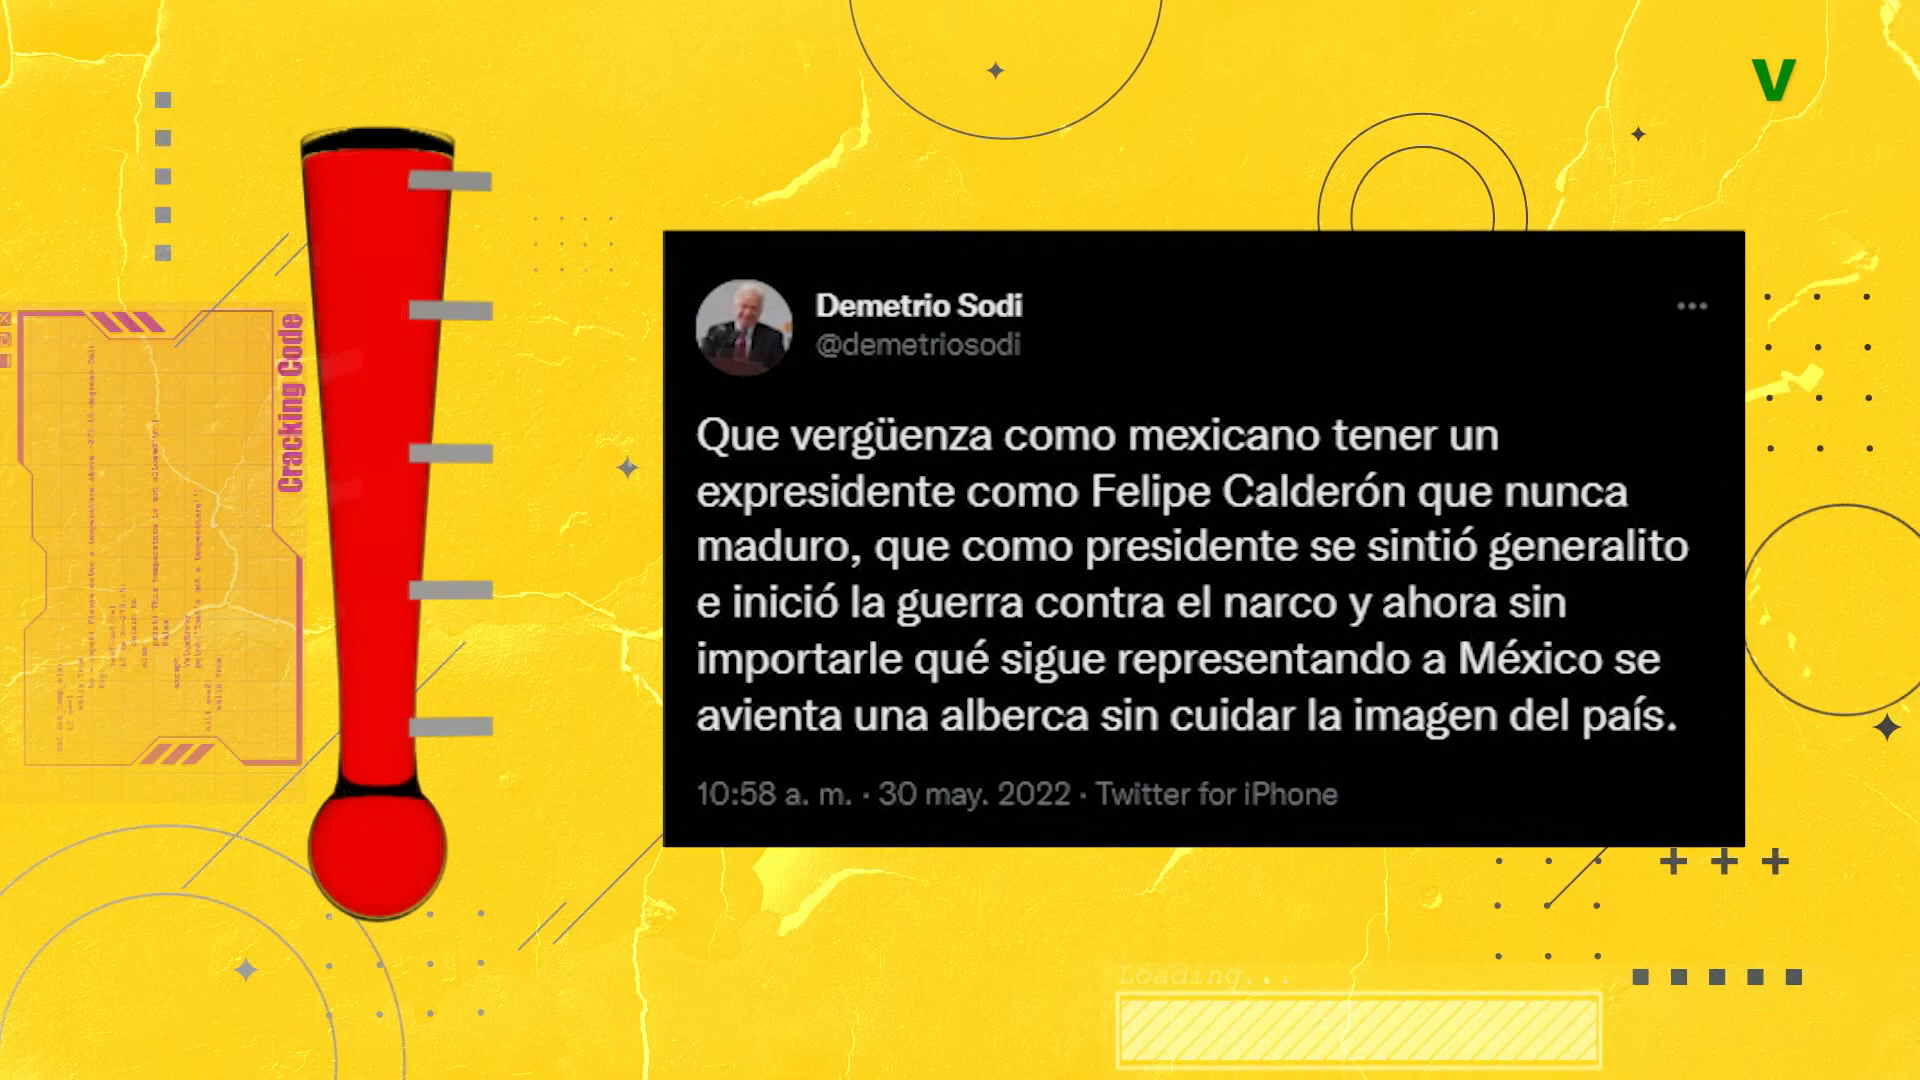 V
Cracking Code
Demetrio Sodi
@demetriosodi
Que vergüenza como mexicano tener un
expresidente como Felipe Calderón que nunca
maduro, que como presidente se sintió generalito
e inició la guerra contra el narco y ahora sin
importarle qué sigue representando a México se
avienta una alberca sin cuidar la imagen del país.
10:58 a. m. · 30 may. 2022 · Twitter for iPhone
Loading...